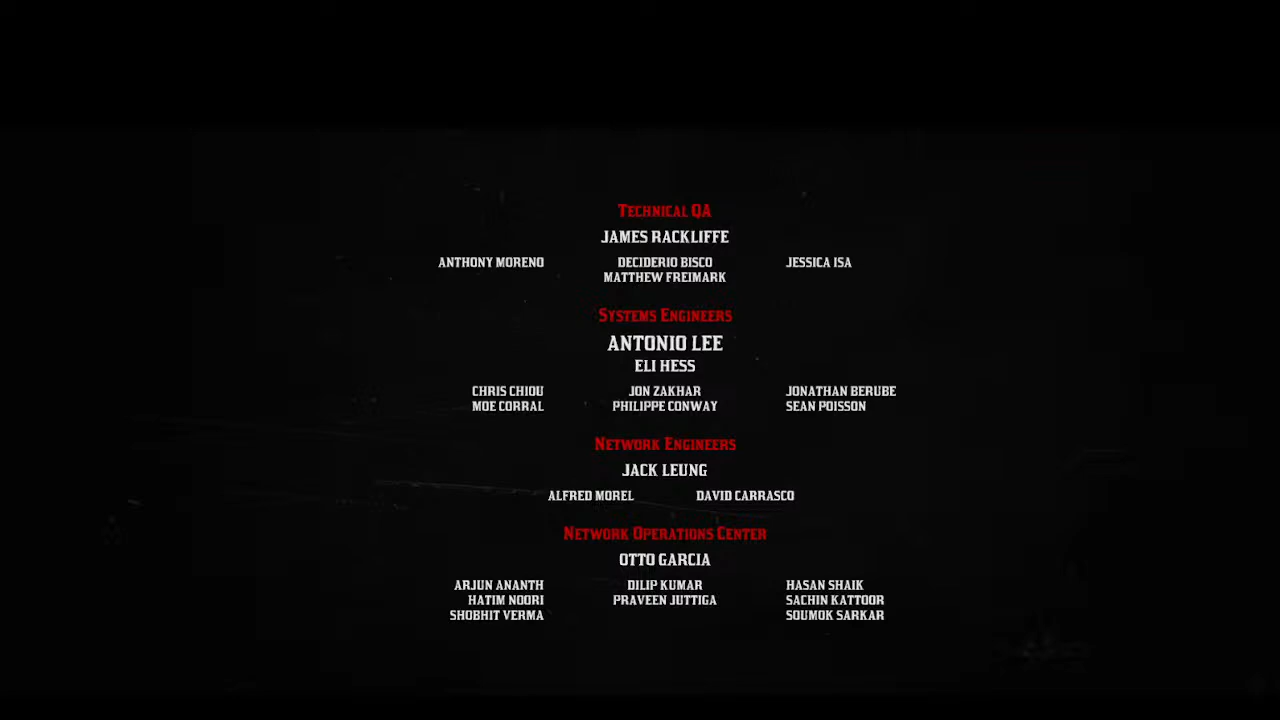 Technical QA
JAMES RACKLIFFE
ANTHONY MORENO DECIDERIO BISCO JESSICA ISA
MATTHEW FREIMARK
Systems Engineers
ANTONIO LEE
ELI HESS
CHRIS CHIOU JON ZAKHAR JONATHAN BERUBE
MOE CORRAL PHILIPPE CONWAY SEAN POISSON
Network Engineers
JACK LEUNG
ALFRED MOREL DAVID CARRASCO
Network Operations Center
OTTO GARCIA
ARJUN ANANTH DILIP KUMAR HASAN SHAIK
HATIM NOORI PRAVEEN JUTTIGA SACHIN KATTOOR
SHOBHIT VERMA SOUMOK SARKAR